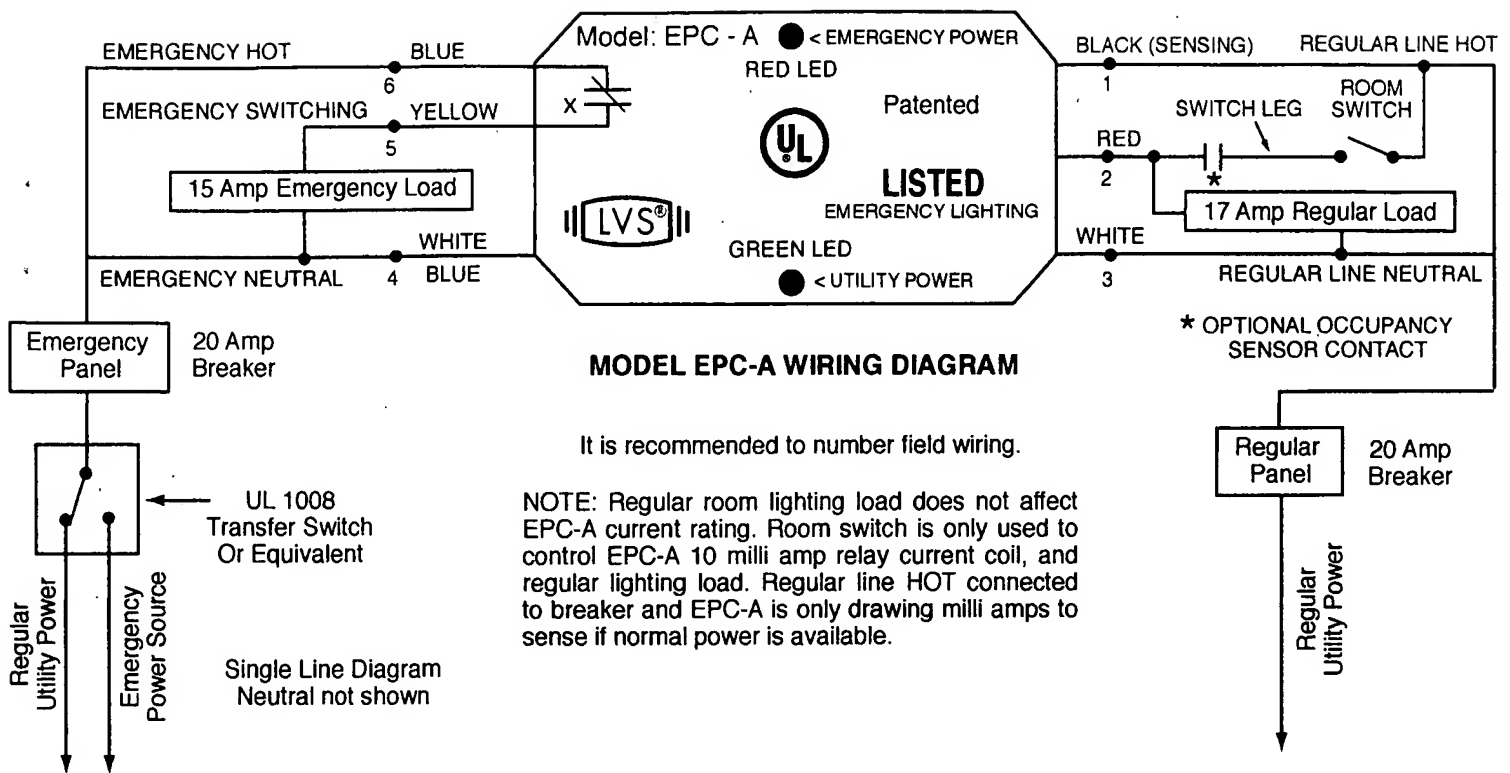 Model: EPC - A
< EMERGENCY POWER
RED LED
Patented
UL
®
LISTED
EMERGENCY LIGHTING
LVS®
GREEN LED
< UTILITY POWER
EMERGENCY HOT
BLUE
6
X
EMERGENCY SWITCHING
YELLOW
5
15 Amp Emergency Load
WHITE
EMERGENCY NEUTRAL
4
BLUE
BLACK (SENSING)
REGULAR LINE HOT
1
ROOM
SWITCH
SWITCH LEG
RED
2
*
17 Amp Regular Load
WHITE
3
REGULAR LINE NEUTRAL
* OPTIONAL OCCUPANCY
SENSOR CONTACT
Emergency
Panel
20 Amp
Breaker
UL 1008
Transfer Switch
Or Equivalent
Regular
Utility Power
Emergency
Power Source
Single Line Diagram
Neutral not shown
MODEL EPC-A WIRING DIAGRAM
It is recommended to number field wiring.
NOTE: Regular room lighting load does not affect
EPC-A current rating. Room switch is only used to
control EPC-A 10 milli amp relay current coil, and
regular lighting load. Regular line HOT connected
to breaker and EPC-A is only drawing milli amps to
sense if normal power is available.
Regular
Panel
20 Amp
Breaker
Regular
Utility Power